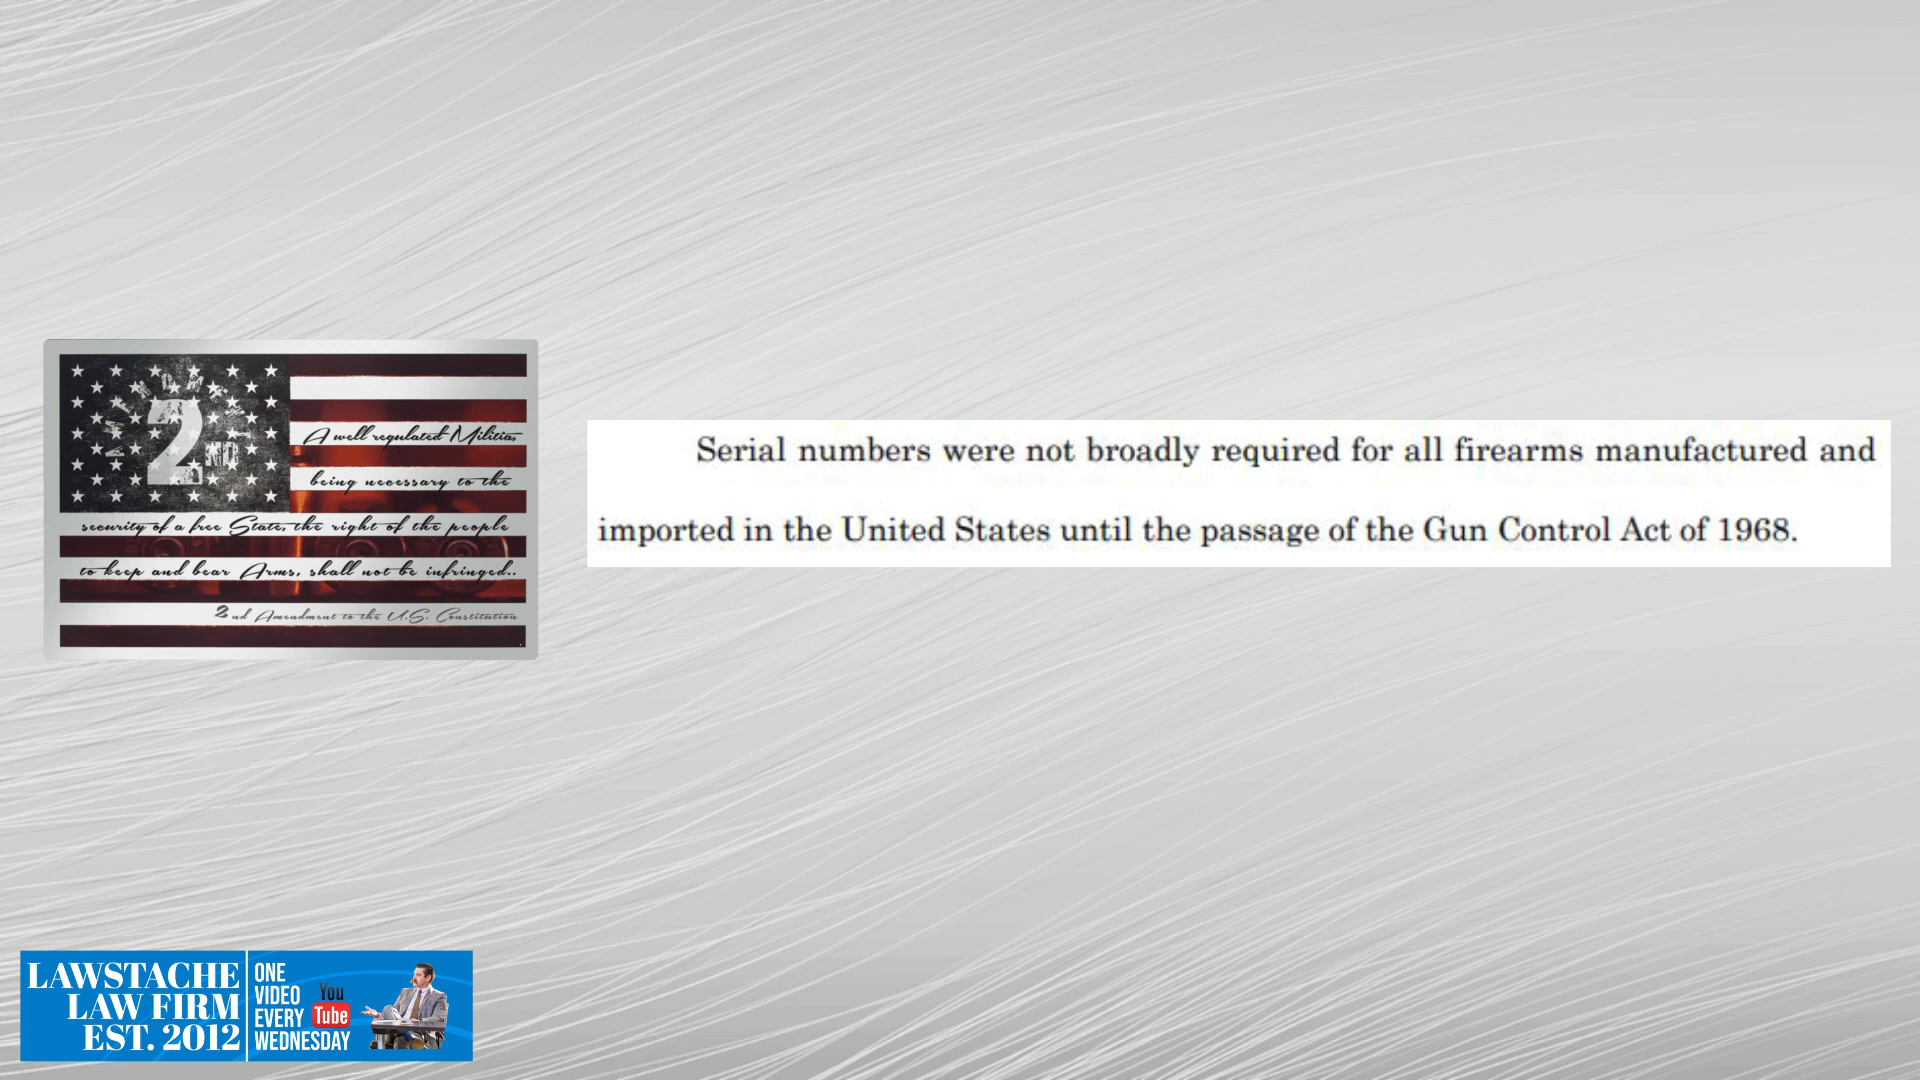 AMENDMENT
2
ND
A well regulated Militia,
being necessary to the
security of a free State, the right of the people
to keep and bear Arms, shall not be infringed..
2nd Amendment to the U.S. Constitution
Serial numbers were not broadly required for all firearms manufactured and
imported in the United States until the passage of the Gun Control Act of 1968.
LAWSTACHE
LAW FIRM
EST. 2012
ONE
VIDEO
EVERY
WEDNESDAY
You
Tube